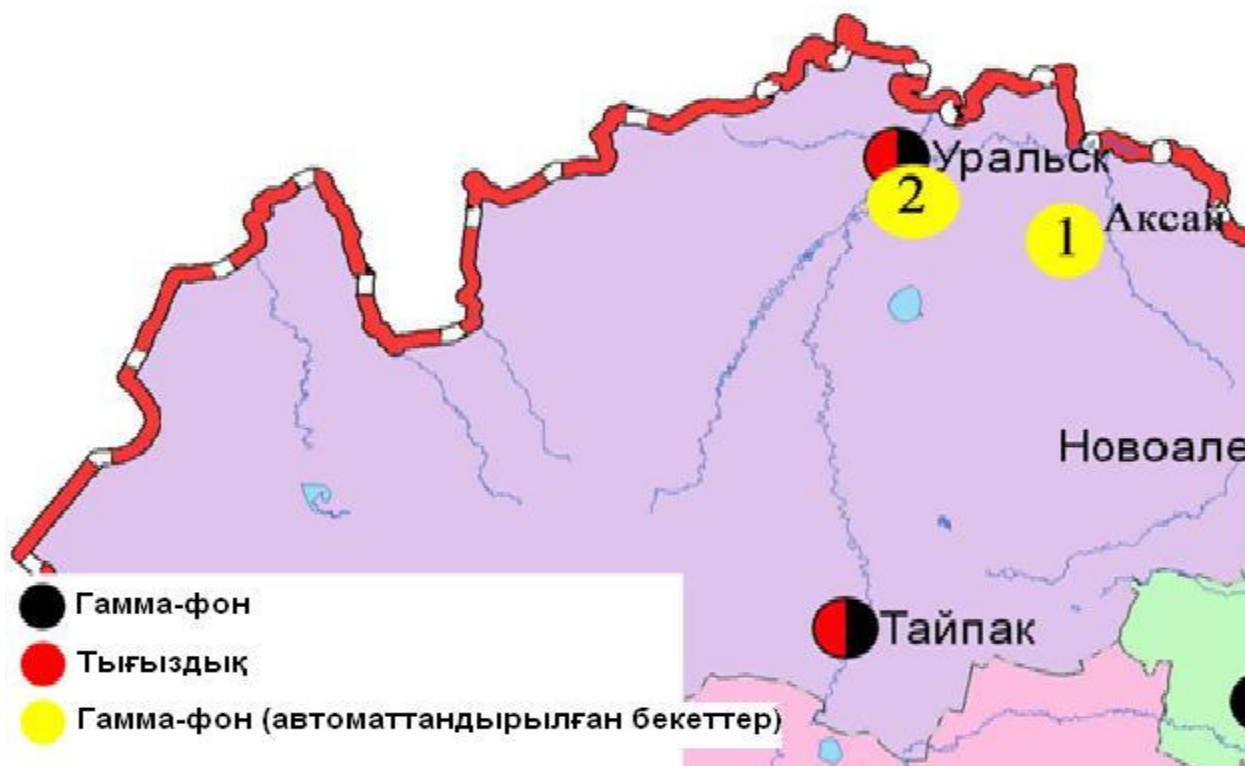 Уральск
2
Аксай
1
Новоале
Тайпак
Гамма-фон
Тығыздық
Гамма-фон (автоматтандырылған бекеттер)